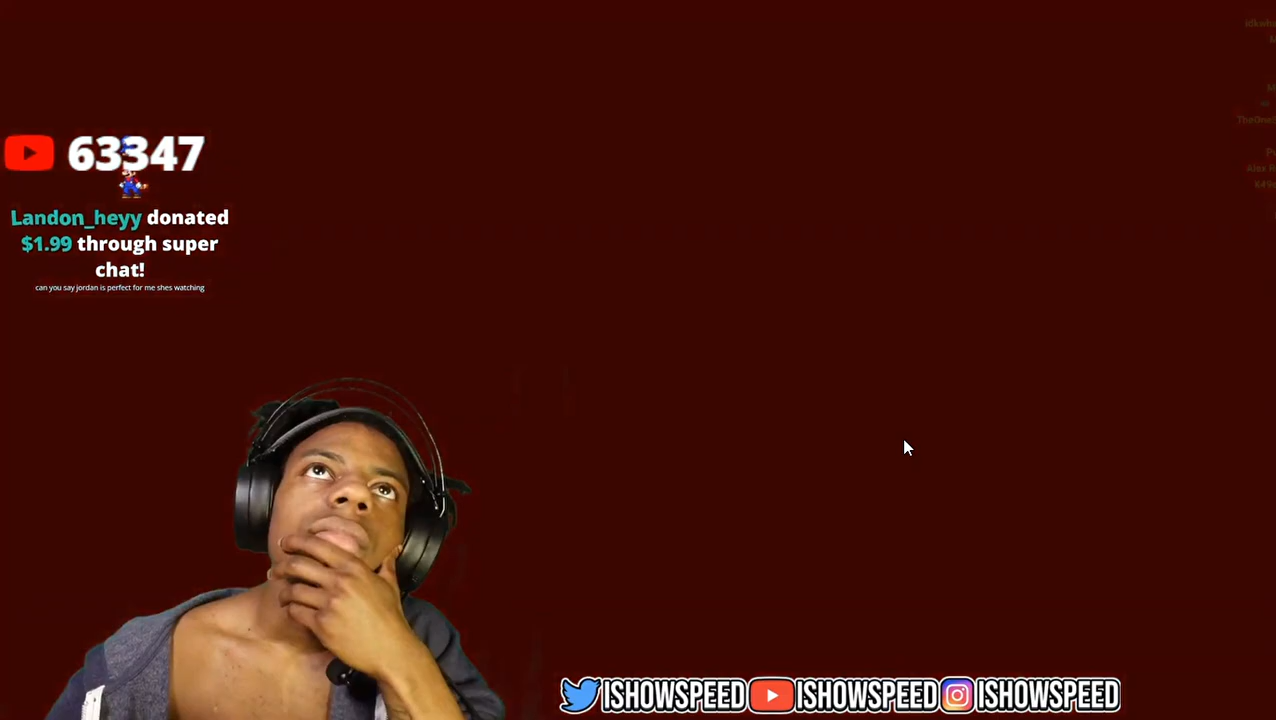 63347
Landon_heyy donated
$1.99 through super
chat!
can you say jordan is perfect for me shes watching
ISHOWSPEED ISHOWSPEED ISHOWSPEED